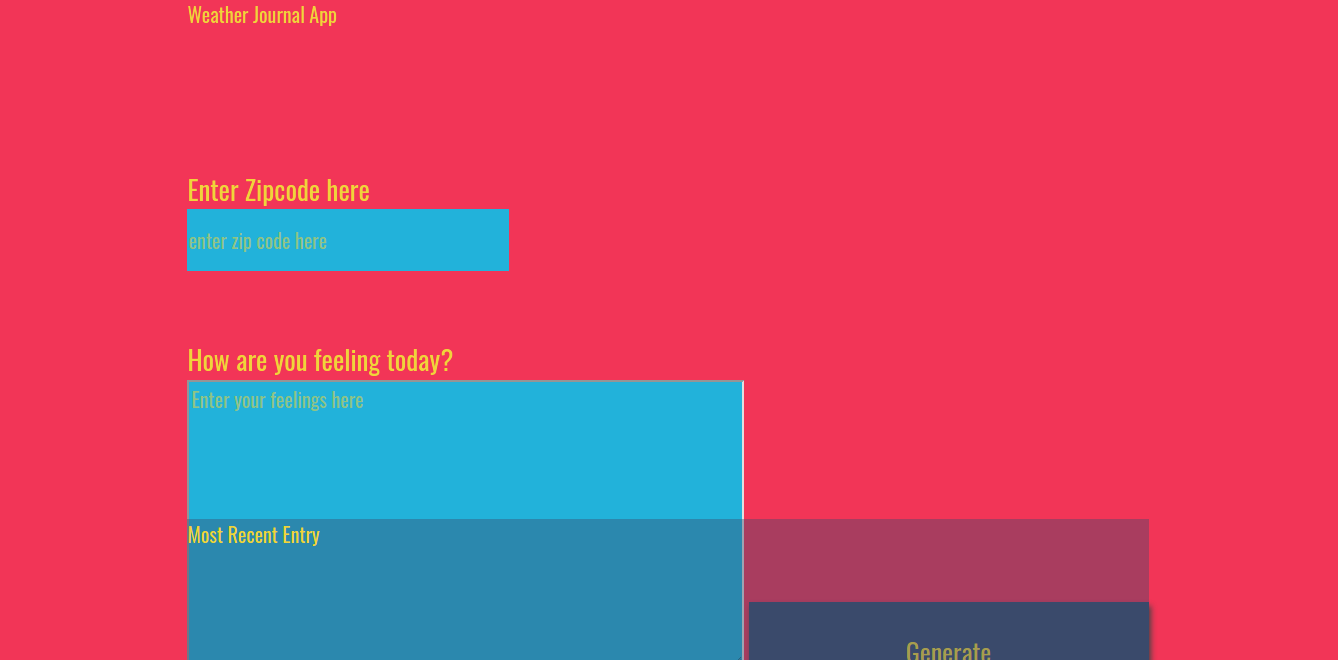 Weather Journal App
Enter Zipcode here
enter zip code here
How are you feeling today?
Enter your feelings here
Most Recent Entry
Generate